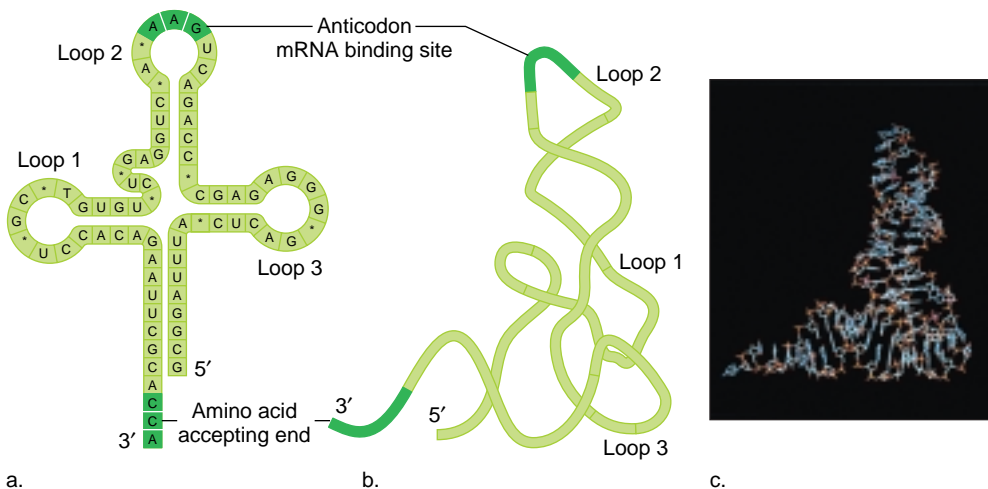 Anticodon
mRNA binding site
Loop 2
* A A G U
A * C U G G
C A G A C C *
G A G * U C *
Loop 1
T G U G U *
* C G * U C
C A C A G
C G A G A G G G *
A * C U C A G
Loop 3
A A U U C G C A C C A
U U U A G G C G
5′
3′
Amino acid
accepting end
Loop 2
Loop 1
3′
5′
Loop 3
a.
b.
c.